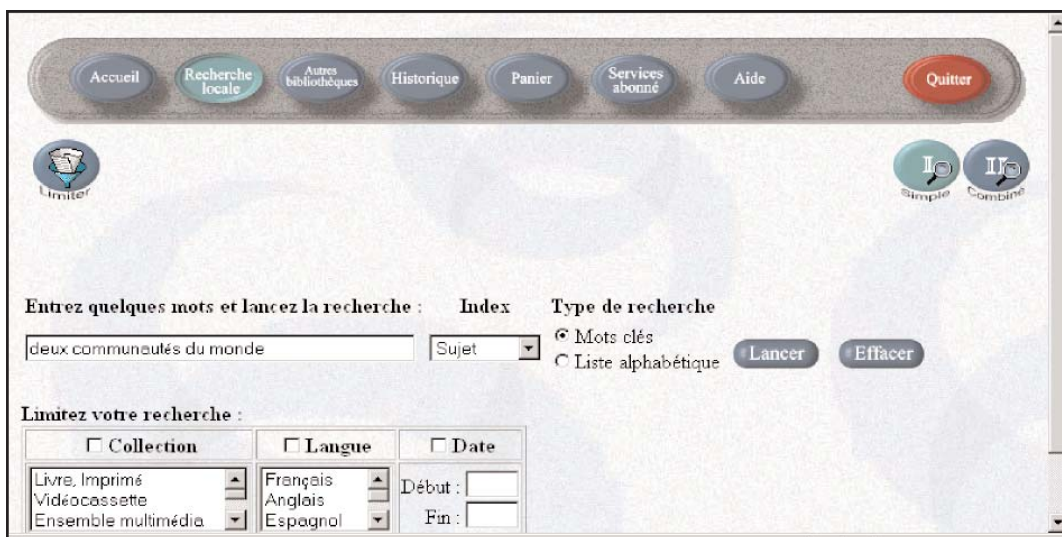 Accueil
Recherche
locale
Autres
bibliothèques
Historique
Panier
Services
abonné
Aide
Quitter
Limiter
I
Simple
II
Combiné
Entrez quelques mots et lancez la recherche :
Index
Type de recherche
deux communautés du monde
Sujet
Mots clés
Liste alphabétique
Lancer
Effacer
Limitez votre recherche :
Collection
Langue
Date
Livre, Imprimé
Vidéocassette
Ensemble multimédia
Français
Anglais
Espagnol
Début :
Fin :